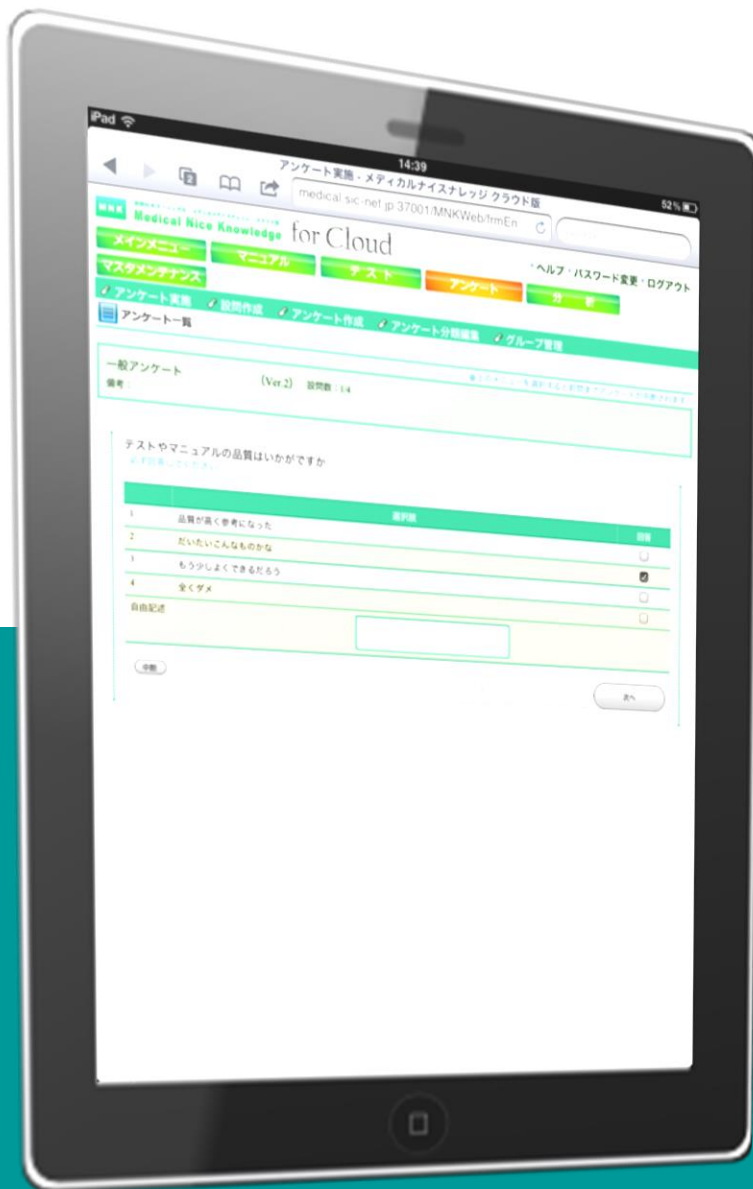 iPad
14:39
52%
アンケート実施 - メディカルナイスナレッジ クラウド版
medical.sic-net.jp:37001/MNKWeb/frmEn
MNK
Medical Nice Knowledge for Cloud
ヘルプ・パスワード変更・ログアウト
メインメニュー マニュアル テスト アンケート 分 析
マスタメンテナンス
アンケート実施 設問作成 アンケート作成 アンケート分類編集 グループ管理
アンケート一覧
一般アンケート (Ver.2) 設問数：1/4
備考：
テストやマニュアルの品質はいかがですか
必ず回答してください。
選択肢 回答
1 品質が高く参考になった
2 だいたいこんなものかな
3 もう少しよくできるだろう
4 全くダメ
自由記述
中断
次へ